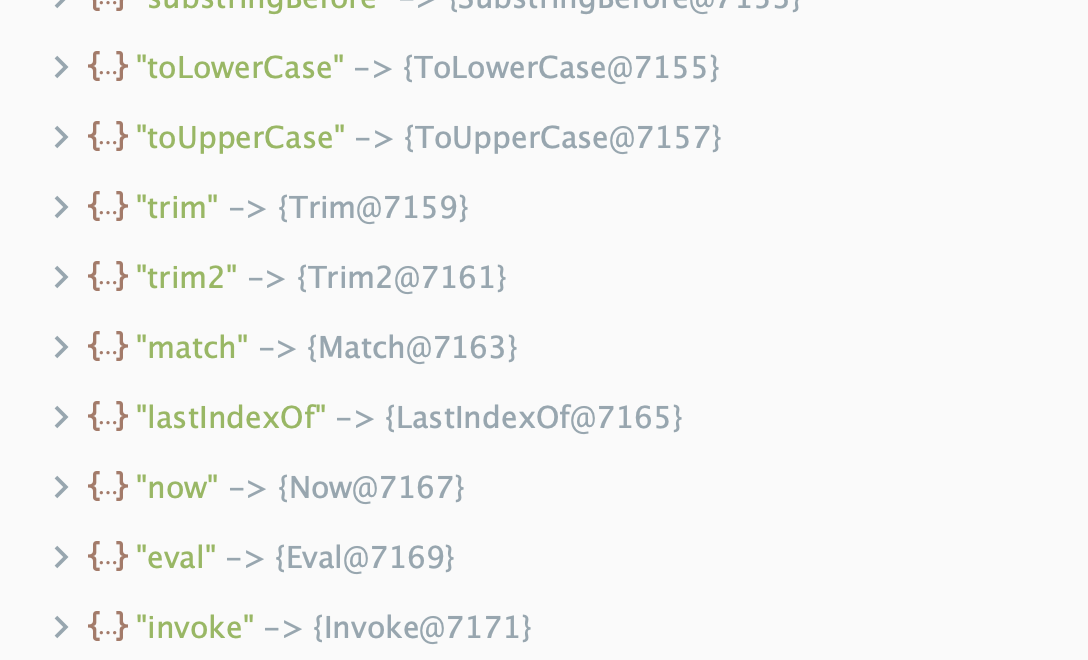 {...} "substringBefore" -> {SubstringBefore@7153}
> {...} "toLowerCase" -> {ToLowerCase@7155}
> {...} "toUpperCase" -> {ToUpperCase@7157}
> {...} "trim" -> {Trim@7159}
> {...} "trim2" -> {Trim2@7161}
> {...} "match" -> {Match@7163}
> {...} "lastIndexOf" -> {LastIndexOf@7165}
> {...} "now" -> {Now@7167}
> {...} "eval" -> {Eval@7169}
> {...} "invoke" -> {Invoke@7171}